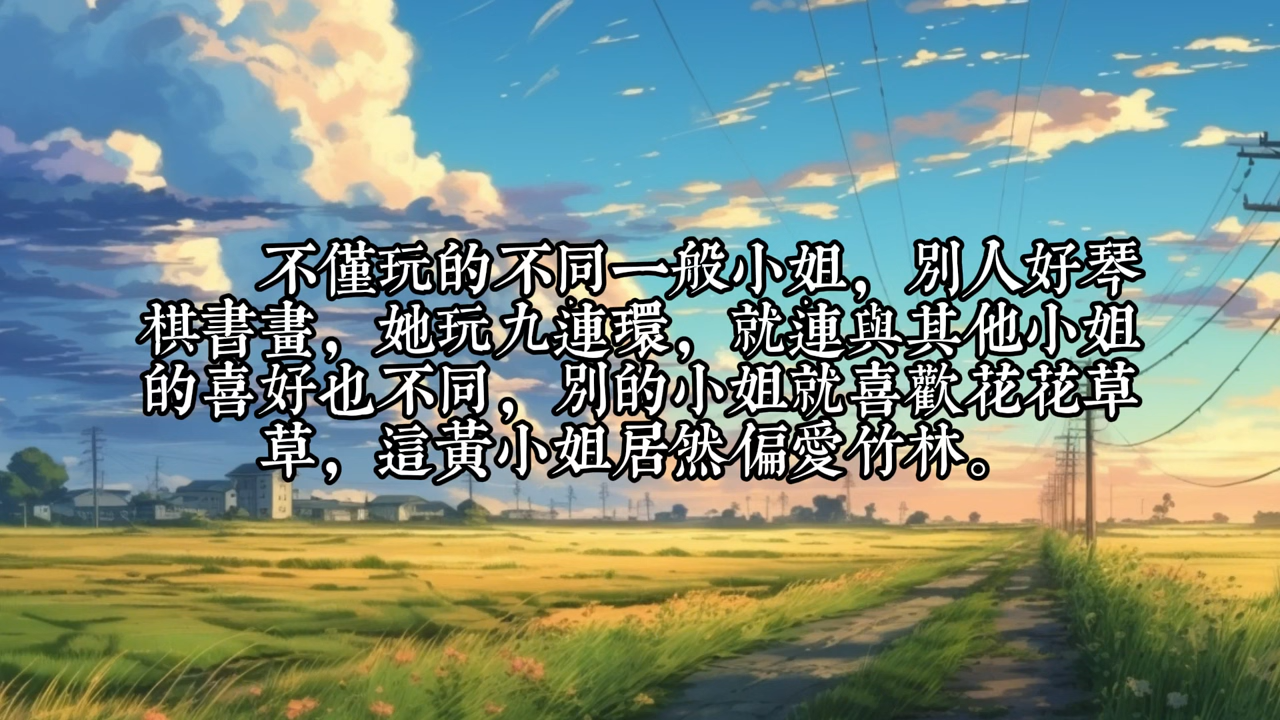 不僅玩的不同一般小姐，別人好琴
棋書畫，她玩九連環，就連與其他小姐
的喜好也不同，別的小姐就喜歡花花草
草，這黃小姐居然偏愛竹林。